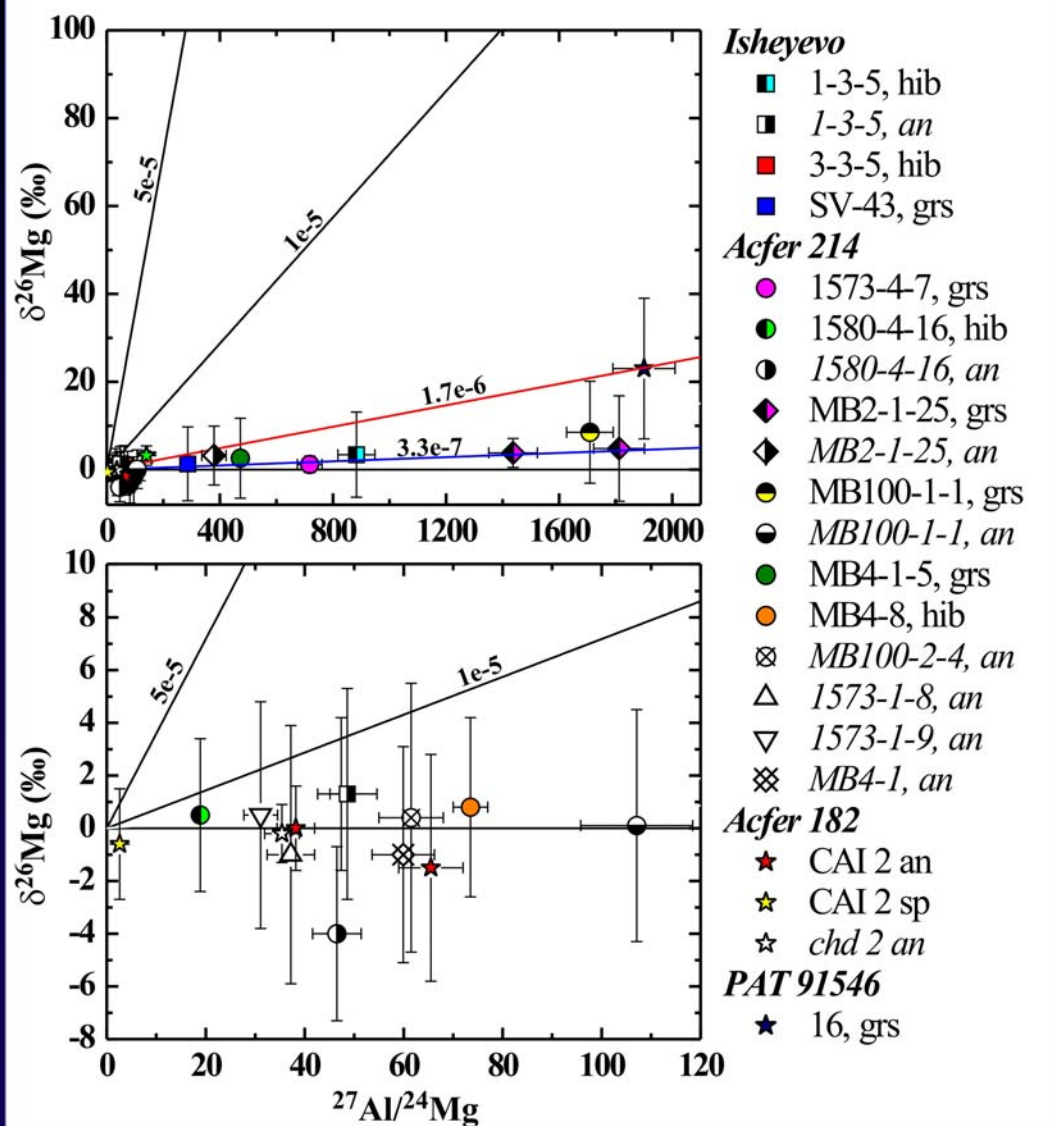 100
80
60
40
20
0
δ²⁶Mg (‰)
5e-5
1e-5
1.7e-6
3.3e-7
0 400 800 1200 1600 2000
10
8
6
4
2
0
-2
-4
-6
-8
δ²⁶Mg (‰)
5e-5
1e-5
0 20 40 60 80 100 120
²⁷Al/²⁴Mg
Isheyevo
1-3-5, hib
1-3-5, an
3-3-5, hib
SV-43, grs
Acfer 214
1573-4-7, grs
1580-4-16, hib
1580-4-16, an
MB2-1-25, grs
MB2-1-25, an
MB100-1-1, grs
MB100-1-1, an
MB4-1-5, grs
MB4-8, hib
MB100-2-4, an
1573-1-8, an
1573-1-9, an
MB4-1, an
Acfer 182
CAI 2 an
CAI 2 sp
chd 2 an
PAT 91546
16, grs